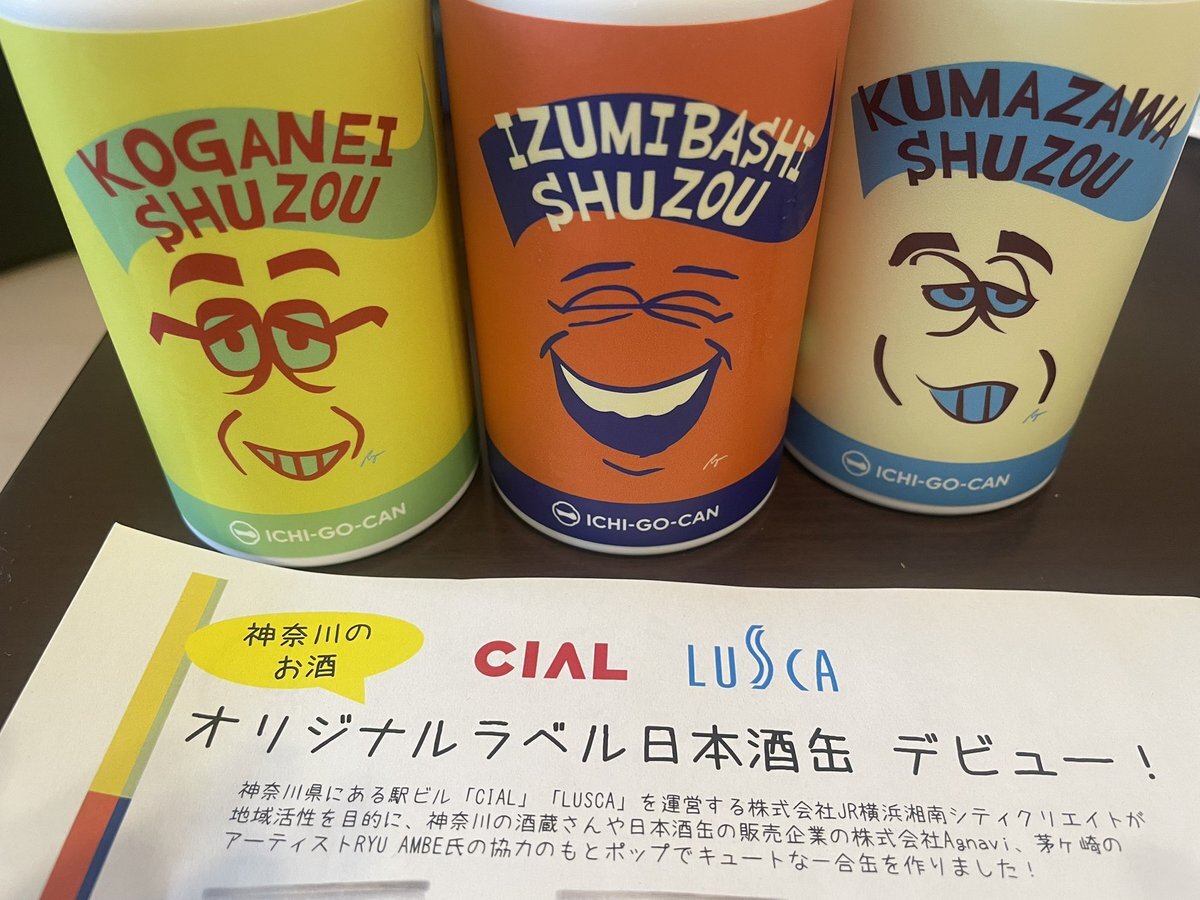 KOGANEI
SHUZOU
ICHI-GO-CAN
IZUMIBASHI
SHUZOU
ICHI-GO-CAN
KUMAZAWA
SHUZOU
ICHI-GO-CAN
神奈川の
お酒
CIAL LUSCA
オリジナルラベル日本酒缶 デビュー！
神奈川県にある駅ビル「CIAL」「LUSCA」を運営する株式会社JR横浜湘南シティクリエイトが
地域活性を目的に、神奈川の酒蔵さんや日本酒缶の販売企業の株式会社Agnavi、茅ヶ崎の
アーティストRYU AMBE氏の協力のもとポップでキュートな一合缶を作りました！